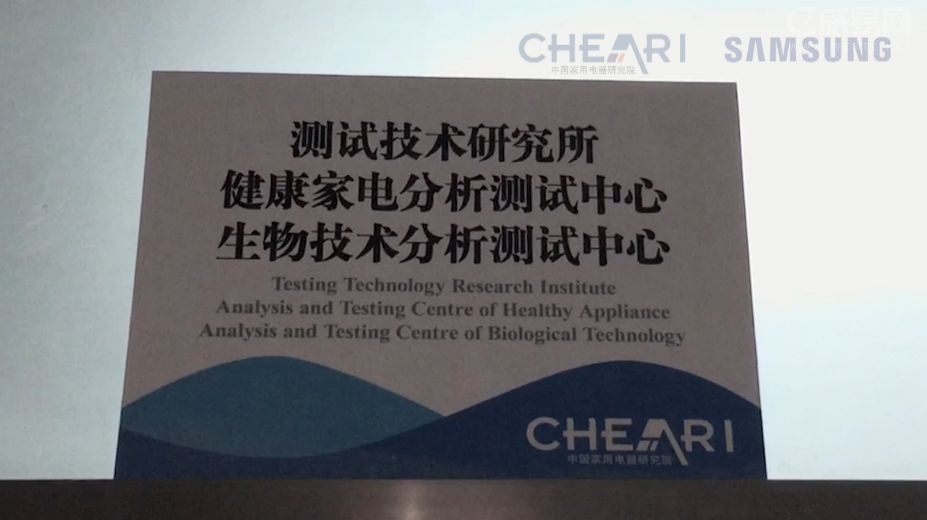 CHEARI SAMSUNG
中国家用电器研究院
测试技术研究所
健康家电分析测试中心
生物技术分析测试中心
Testing Technology Research Institute
Analysis and Testing Centre of Healthy Appliance
Analysis and Testing Centre of Biological Technology
CHEARI
中国家用电器研究院